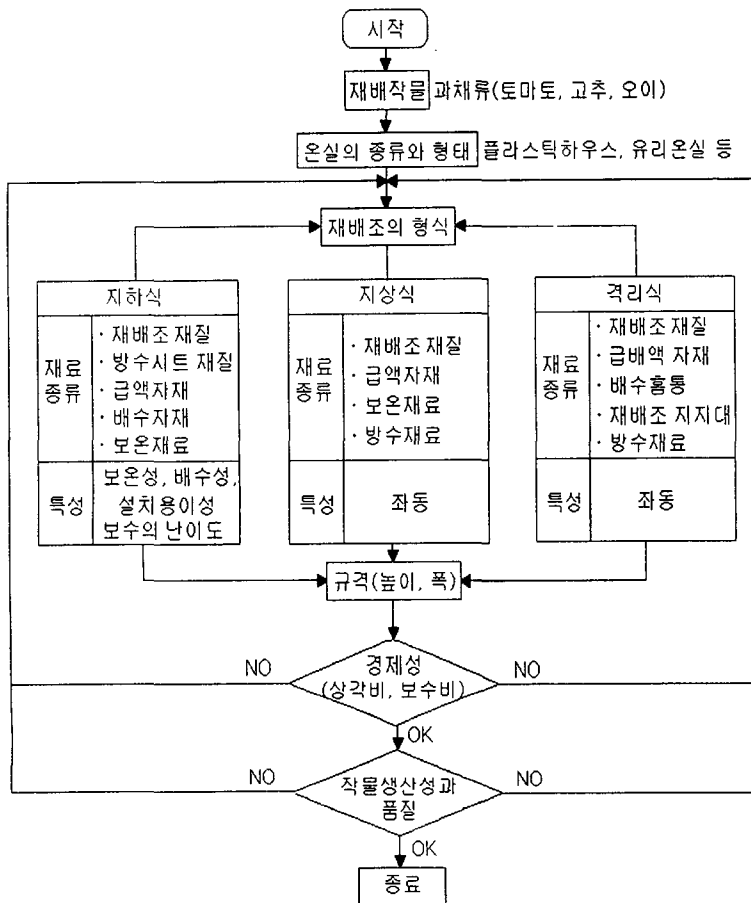 시작
재배작물 과채류(토마토, 고추, 오이)
온실의 종류와 형태 플라스틱하우스, 유리온실 등
재배조의 형식
지하식
재료
종류
· 재배조 재질
· 방수시트 재질
· 급액자재
· 배수자재
· 보온재료
특성
보온성, 배수성,
설치용이성
보수의 난이도
지상식
재료
종류
· 재배조 재질
· 급액자재
· 보온재료
· 방수재료
특성
좌동
격리식
재료
종류
· 재배조 재질
· 급배액 자재
· 배수홈통
· 재배조 지지대
· 방수재료
특성
좌동
규격(높이, 폭)
NO
경제성
(상각비, 보수비)
NO
OK
NO
작물생산성과
품질
NO
OK
종료